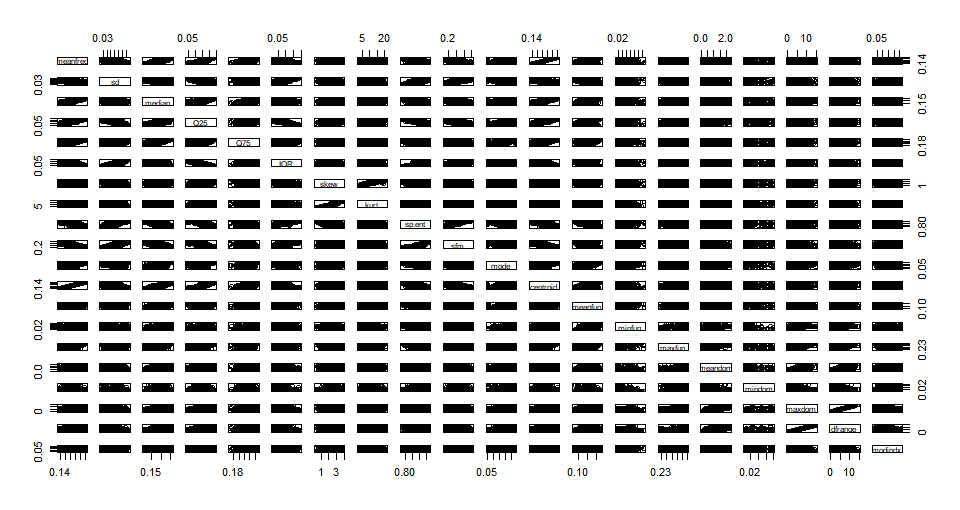 0.03 0.05 0.05 5 20 0.2 0.14 0.02 0.0 2.0 0 10 0.05
meanfreq 0.14
0.03 sd
median 0.15
0.05 Q25
Q75 0.18
0.05 IQR
skew 1
5 kurt
sp.ent 0.80
0.2 sfm
mode 0.05
0.14 centroid
meanfun 0.10
0.02 minfun
maxfun 0.23
0.0 meandom
mindom 0.02
0 maxdom
dfrange 0
0.05 modindx
0.14 0.15 0.18 1 3 0.80 0.05 0.10 0.23 0.02 0 10